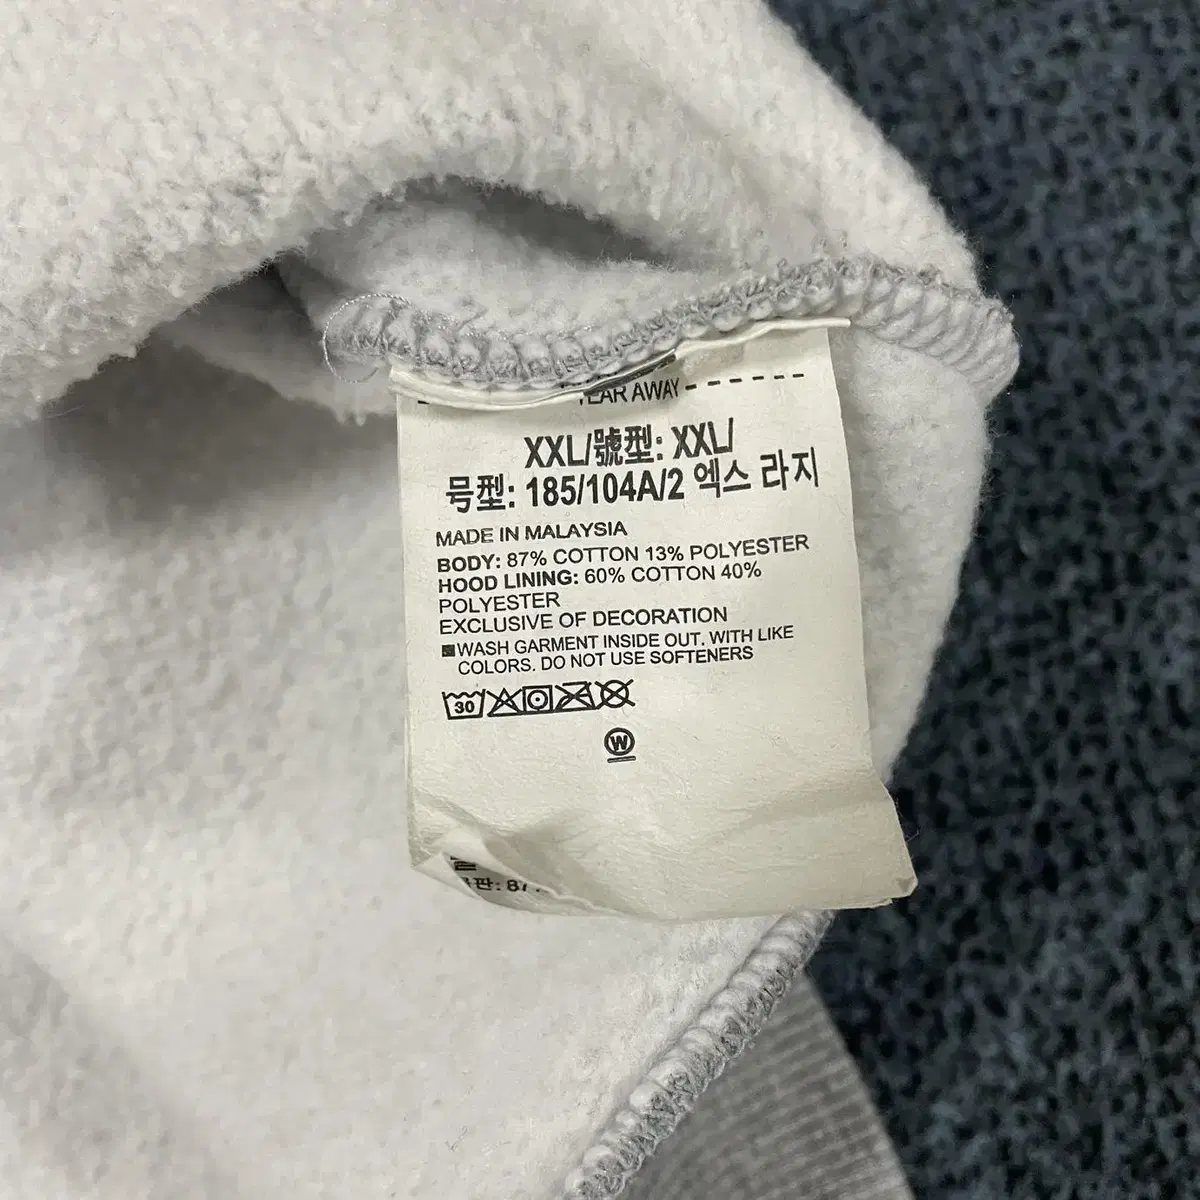 TEAR AWAY
XXL/號型: XXL/
号型: 185/104A/2 엑스 라지
MADE IN MALAYSIA
BODY: 87% COTTON 13% POLYESTER
HOOD LINING: 60% COTTON 40%
POLYESTER
EXCLUSIVE OF DECORATION
WASH GARMENT INSIDE OUT, WITH LIKE
COLORS. DO NOT USE SOFTENERS
30
W